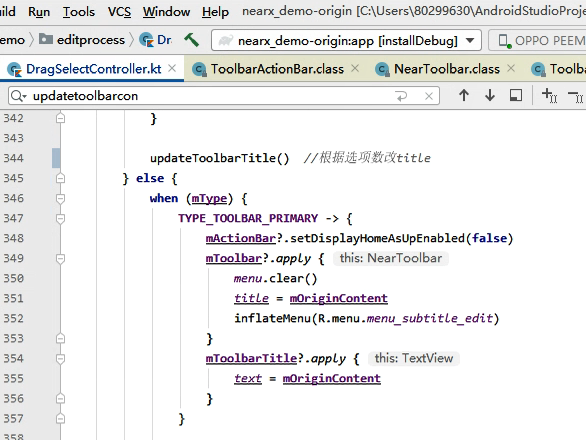 uild Run Tools VCS Window Help nearx_demo-origin [C:\Users\80299630\AndroidStudioProje
emo editprocess Dr nearx_demo-origin:app [installDebug] OPPO PEEM
DragSelectController.kt ToolbarActionBar.class NearToolbar.class Toolb
updatetoolbarcon
342 }
343
344 updateToolbarTitle() //根据选项数改title
345 } else {
346 when (mType) {
347 TYPE_TOOLBAR_PRIMARY -> {
348 mActionBar?.setDisplayHomeAsUpEnabled(false)
349 mToolbar?.apply { this: NearToolbar
350 menu.clear()
351 title = mOriginContent
352 inflateMenu(R.menu.menu_subtitle_edit)
353 }
354 mToolbarTitle?.apply { this: TextView
355 text = mOriginContent
356 }
357 }
358